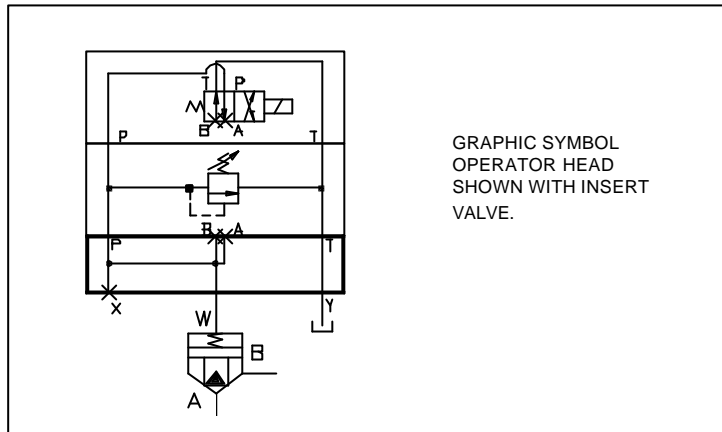 T P
B A
P T
GRAPHIC SYMBOL
OPERATOR HEAD
SHOWN WITH INSERT
VALVE.
B A
P T
X Y
W
B
A